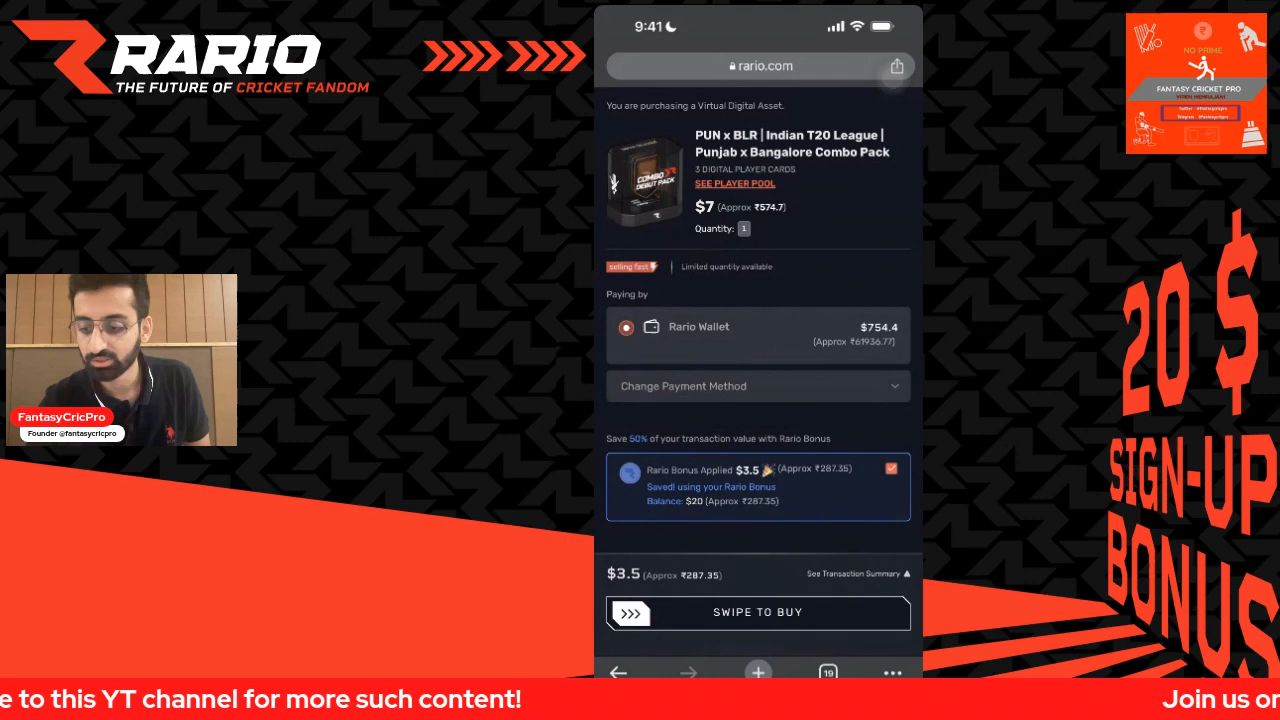 RARIO
THE FUTURE OF CRICKET FANDOM
9:41
rario.com
You are purchasing a Virtual Digital Asset.
COMBO
DEBUT PACK
PUN x BLR | Indian T20 League |
Punjab x Bangalore Combo Pack
3 DIGITAL PLAYER CARDS
SEE PLAYER POOL
$7 (Approx ₹574.7)
Quantity: 1
selling fast
Limited quantity available
Paying by
Rario Wallet
$754.4
(Approx ₹61936.77)
Change Payment Method
Save 50% of your transaction value with Rario Bonus
Rario Bonus Applied $3.5 🎉 (Approx ₹287.35)
Saved! using your Rario Bonus
Balance: $20 (Approx ₹287.35)
$3.5 (Approx ₹287.35)
See Transaction Summary
SWIPE TO BUY
19
NO PRIME
FANTASY CRICKET PRO
20 $
SIGN-UP
BONUS
FantasyCricPro
Founder @fantasycricpro
e to this YT channel for more such content!
Join us or